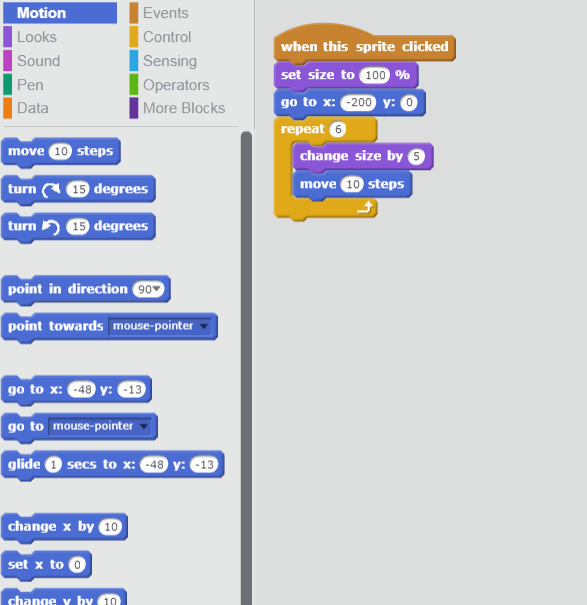 Motion
Looks
Sound
Pen
Data
Events
Control
Sensing
Operators
More Blocks
move 10 steps
turn 15 degrees
turn 15 degrees
point in direction 90▼
point towards mouse-pointer
go to x: -48 y: -13
go to mouse-pointer
glide 1 secs to x: -48 y: -13
change x by 10
set x to 0
change y by 10
when this sprite clicked
set size to 100 %
go to x: -200 y: 0
repeat 6
change size by 5
move 10 steps